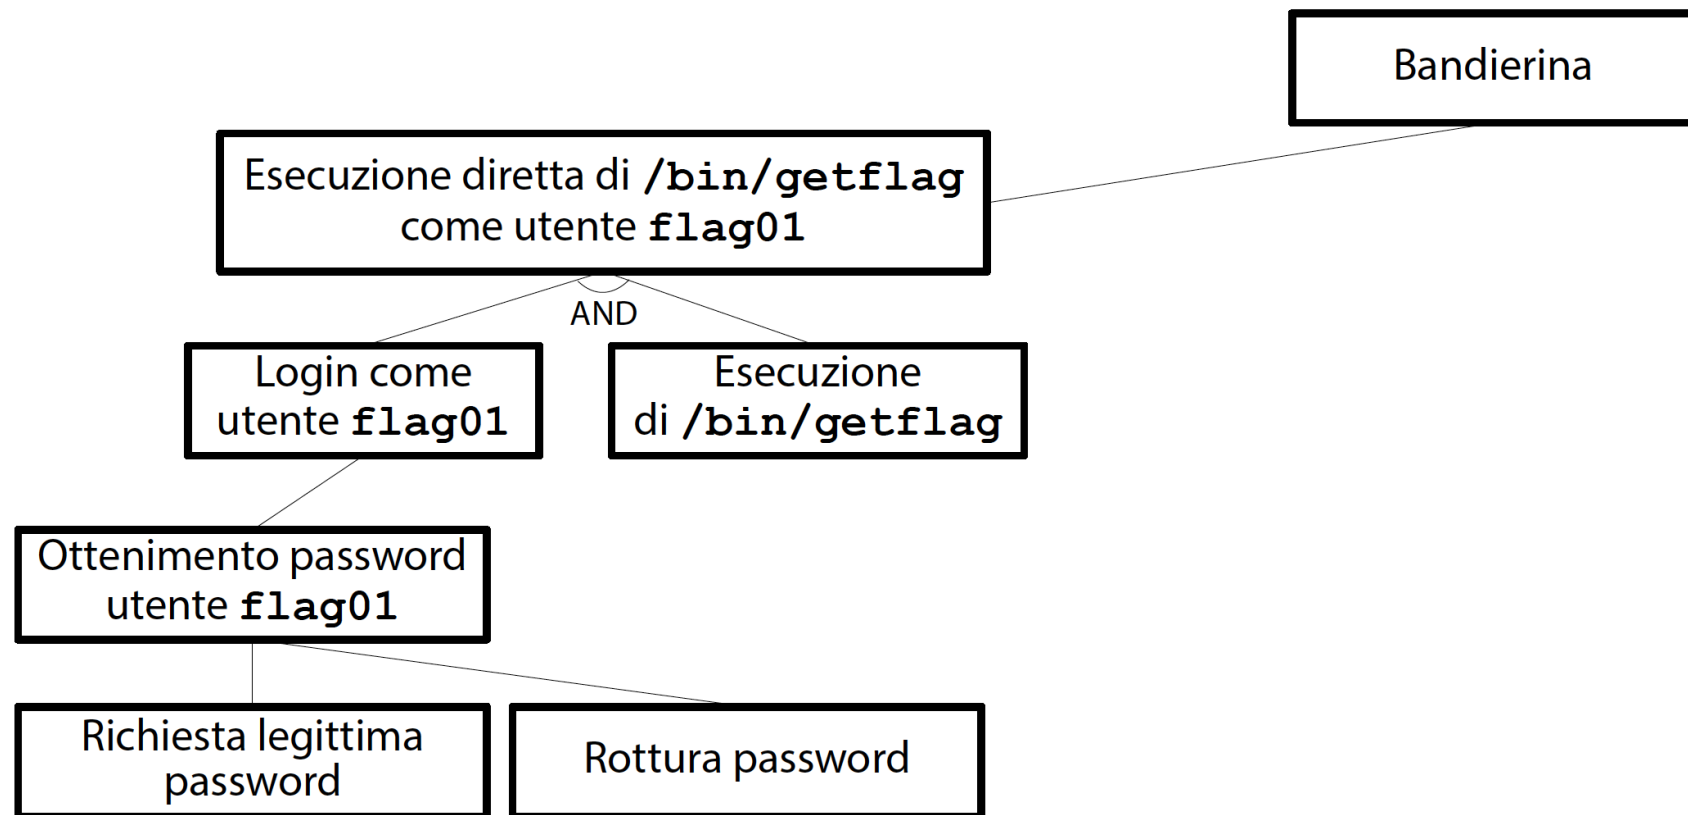 Bandierina
Esecuzione diretta di /bin/getflag
come utente flag01
AND
Login come
utente flag01
Esecuzione
di /bin/getflag
Ottenimento password
utente flag01
Richiesta legittima
password
Rottura password